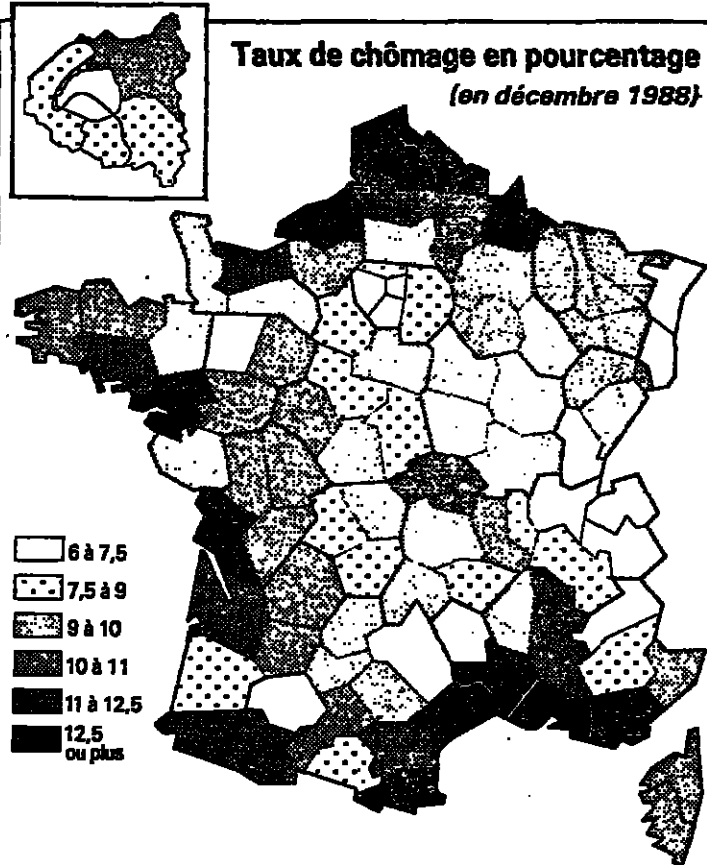 Taux de chômage en pourcentage
(en décembre 1988)
6 à 7,5
7,5 à 9
9 à 10
10 à 11
11 à 12,5
12,5
ou plus